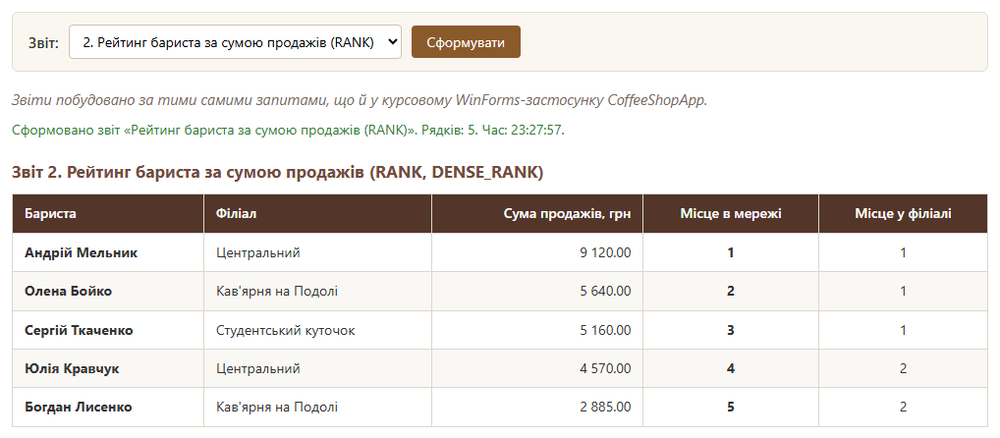 Звіт: 2. Рейтинг бариста за сумою продажів (RANK) Сформувати
Звіти побудовано за тими самими запитами, що й у курсовому WinForms-застосунку CoffeeShopApp.
Сформовано звіт «Рейтинг бариста за сумою продажів (RANK)». Рядків: 5. Час: 23:27:57.
Звіт 2. Рейтинг бариста за сумою продажів (RANK, DENSE_RANK)
Бариста Філіал Сума продажів, грн Місце в мережі Місце у філіалі
Андрій Мельник Центральний 9 120.00 1 1
Олена Бойко Кав'ярня на Подолі 5 640.00 2 1
Сергій Ткаченко Студентський куточок 5 160.00 3 1
Юлія Кравчук Центральний 4 570.00 4 2
Богдан Лисенко Кав'ярня на Подолі 2 885.00 5 2